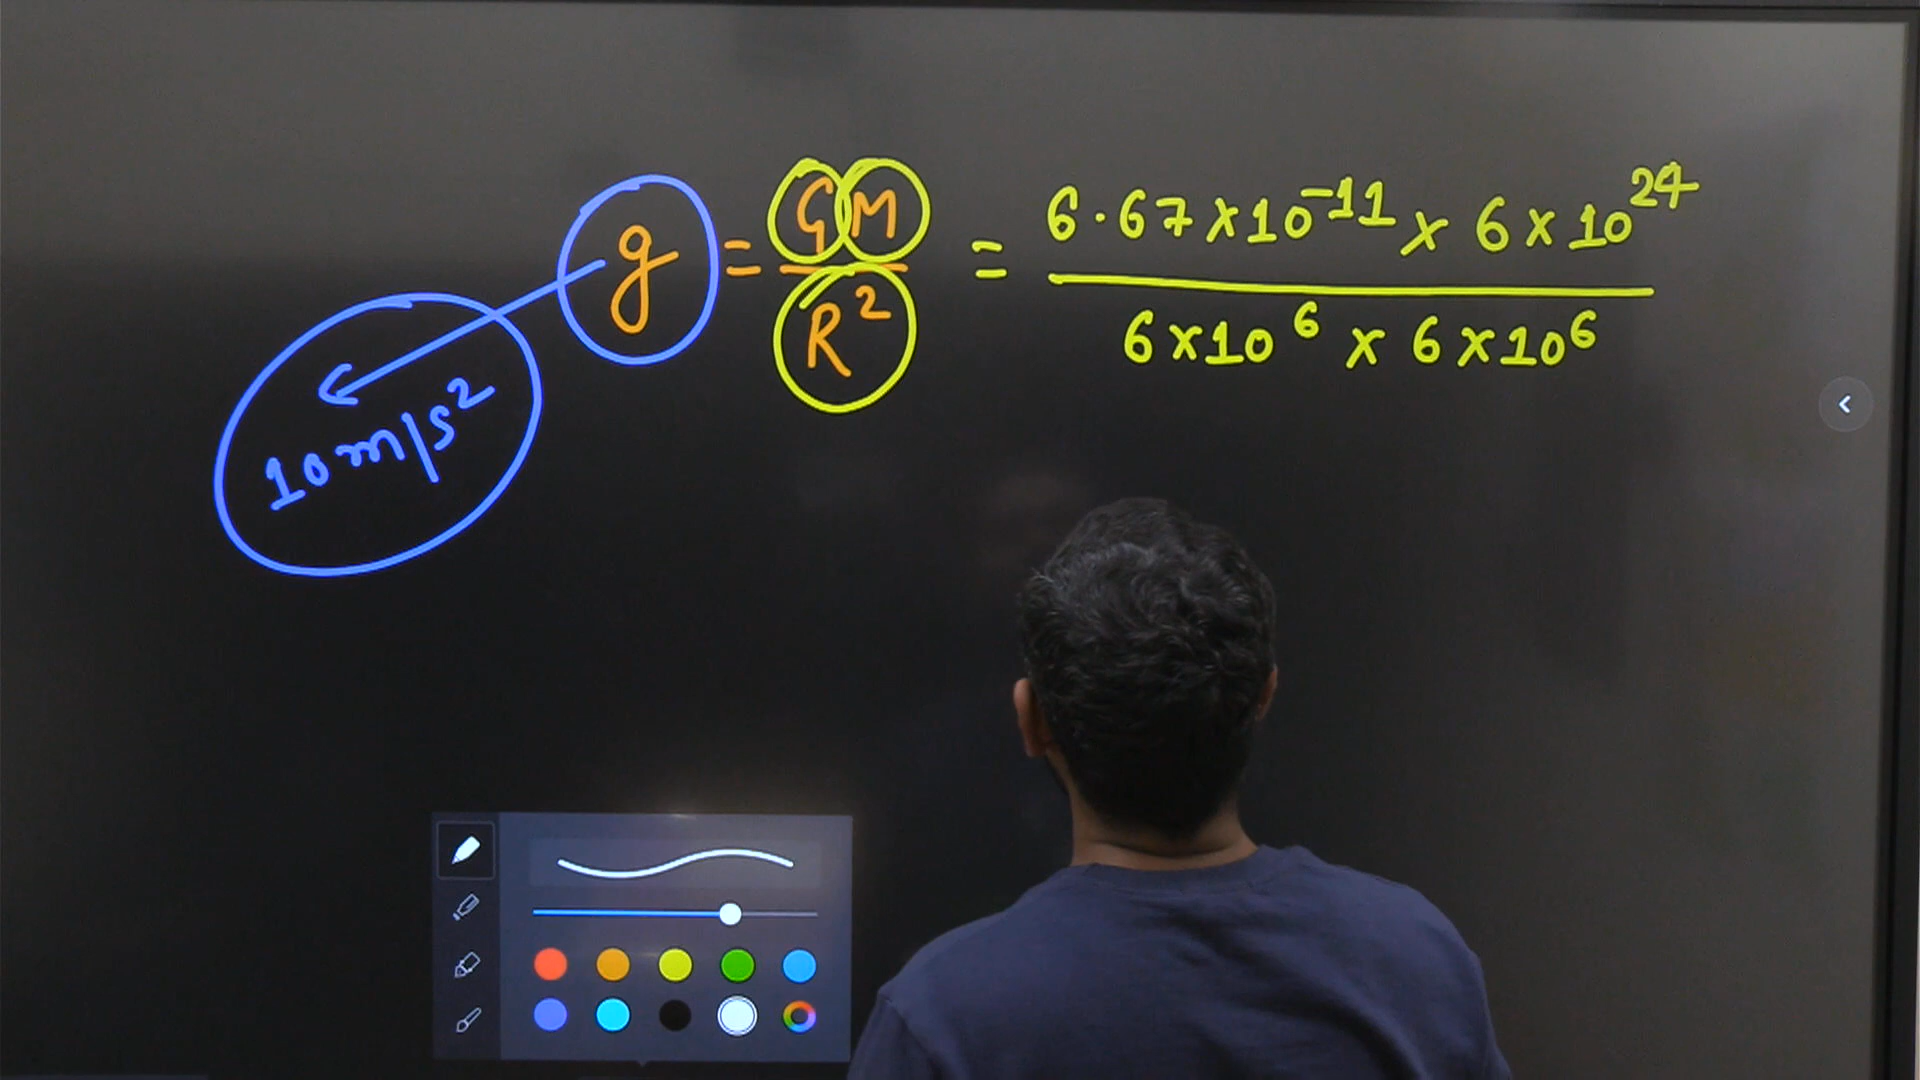 g = GM / R² = 6.67 x 10⁻¹¹ x 6 x 10²⁴ / 6 x 10⁶ x 6 x 10⁶
10 m/s²